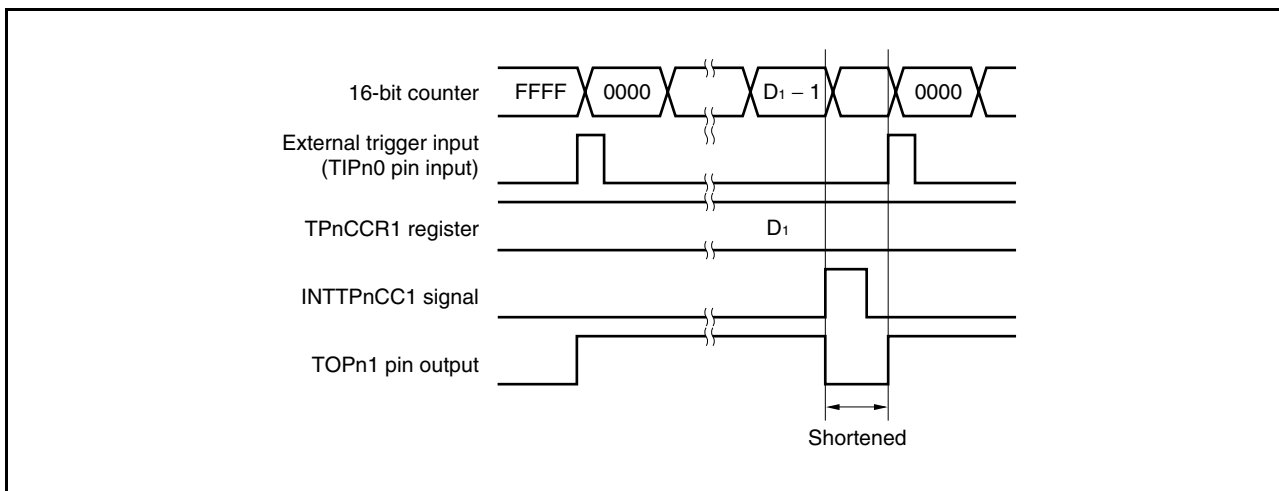 16-bit counter FFFF 0000 D₁ – 1 0000
External trigger input
(TIPn0 pin input)
TPnCCR1 register D₁
INTTPnCC1 signal
TOPn1 pin output
Shortened